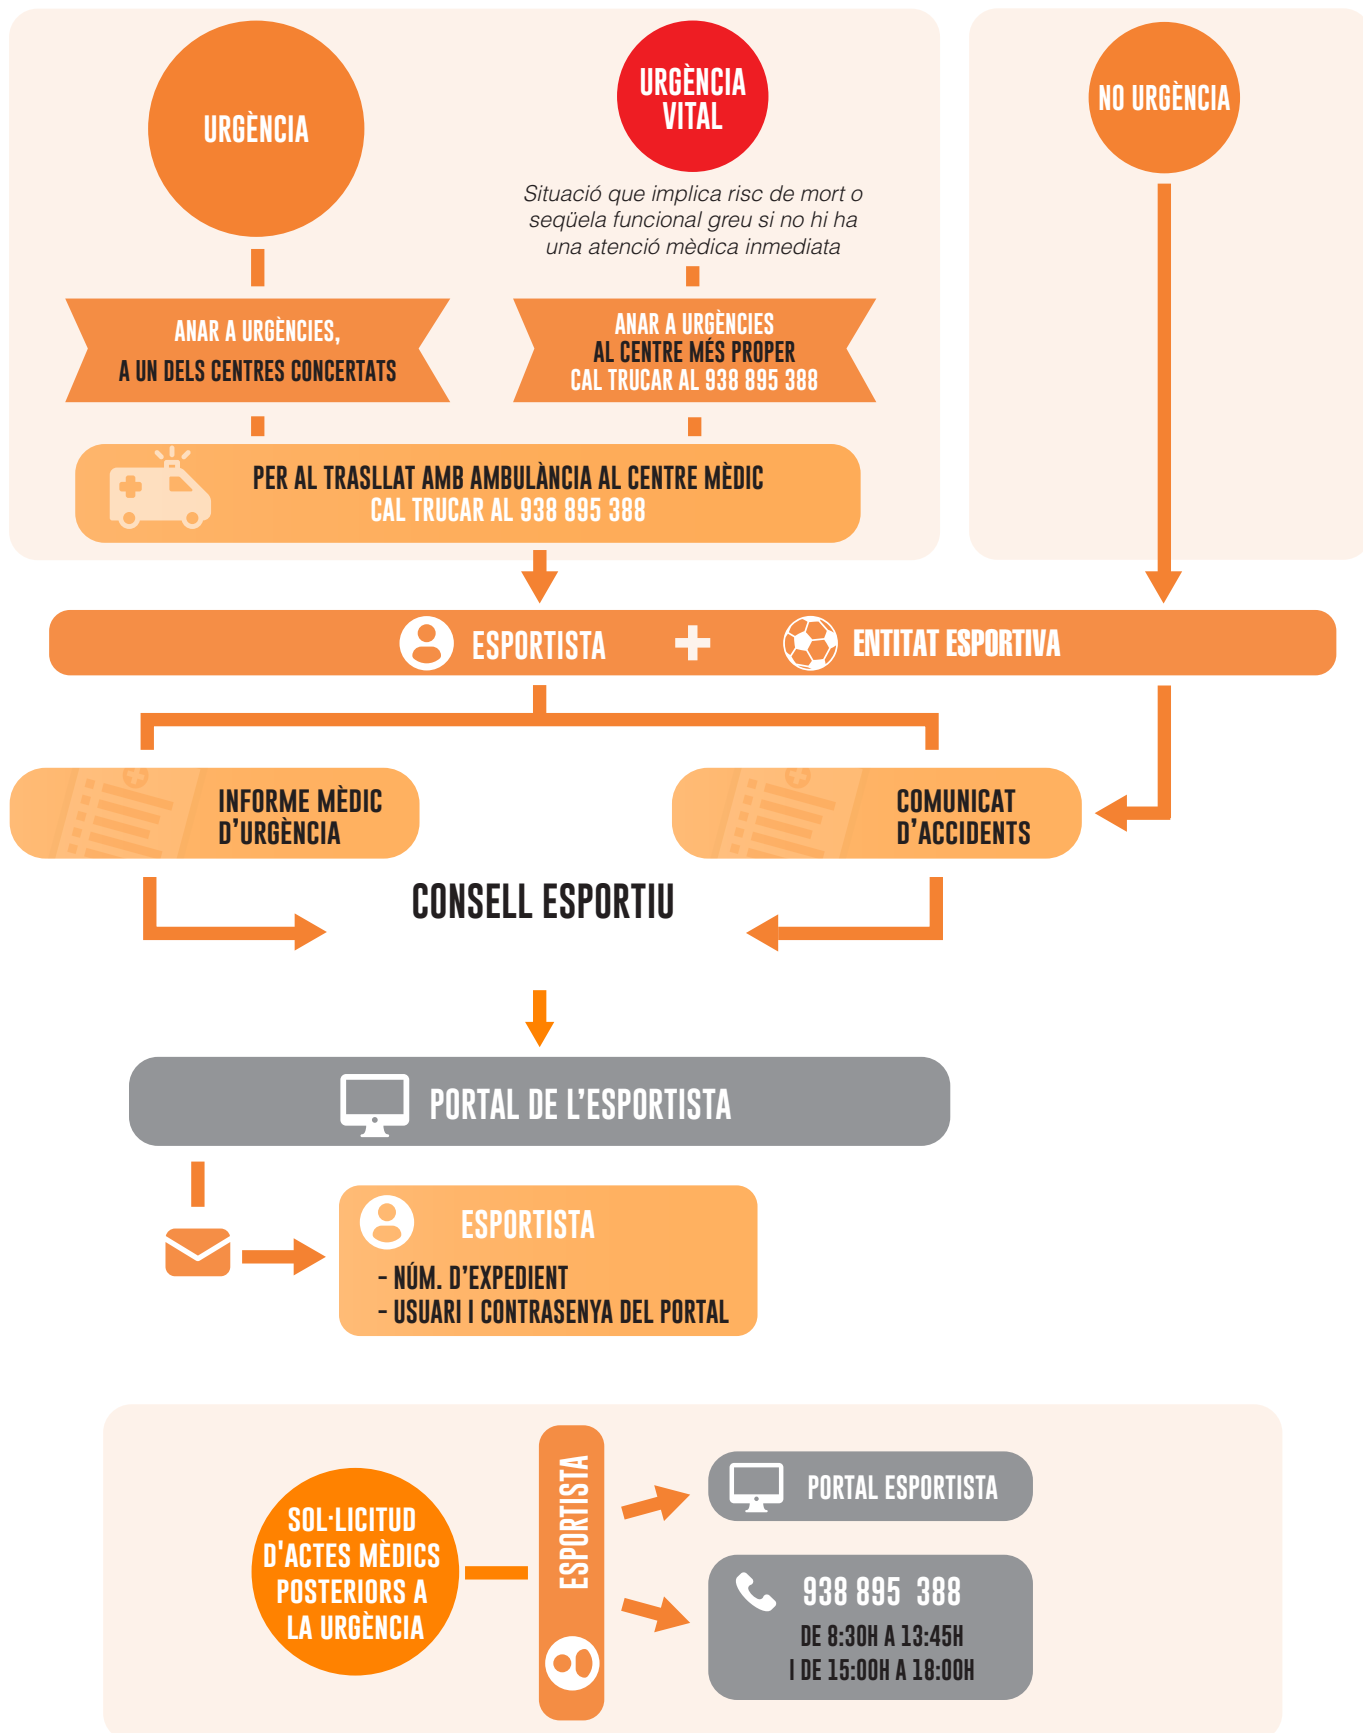 URGÈNCIA
ANAR A URGÈNCIES,
A UN DELS CENTRES CONCERTATS
URGÈNCIA
VITAL
Situació que implica risc de mort o
seqüela funcional greu si no hi ha
una atenció mèdica inmediata
ANAR A URGÈNCIES
AL CENTRE MÉS PROPER
CAL TRUCAR AL 938 895 388
NO URGÈNCIA
PER AL TRASLLAT AMB AMBULÀNCIA AL CENTRE MÈDIC
CAL TRUCAR AL 938 895 388
ESPORTISTA
ENTITAT ESPORTIVA
INFORME MÈDIC
D'URGÈNCIA
COMUNICAT
D'ACCIDENTS
CONSELL ESPORTIU
PORTAL DE L'ESPORTISTA
ESPORTISTA
- NÚM. D'EXPEDIENT
- USUARI I CONTRASENYA DEL PORTAL
SOL·LICITUD
D'ACTES MÈDICS
POSTERIORS A
LA URGÈNCIA
ESPORTISTA
PORTAL ESPORTISTA
938 895 388
DE 8:30H A 13:45H
I DE 15:00H A 18:00H